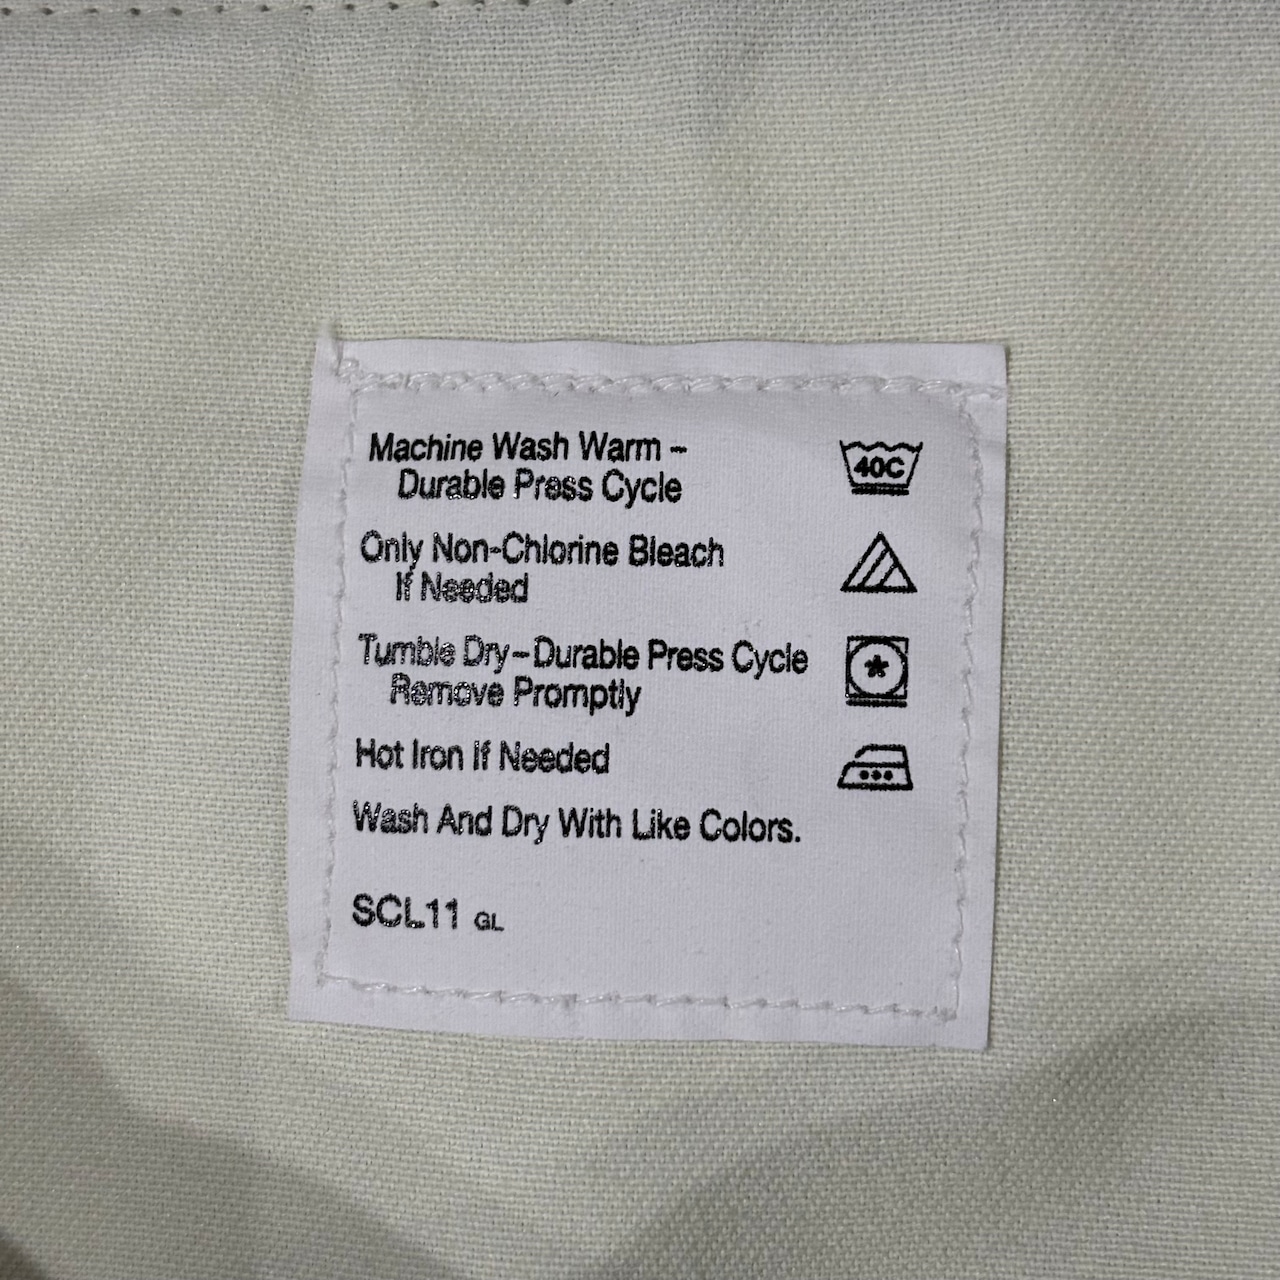 Machine Wash Warm –
Durable Press Cycle
40C
Only Non-Chlorine Bleach
If Needed
Tumble Dry – Durable Press Cycle
Remove Promptly
Hot Iron If Needed
Wash And Dry With Like Colors.
SCL11 GL